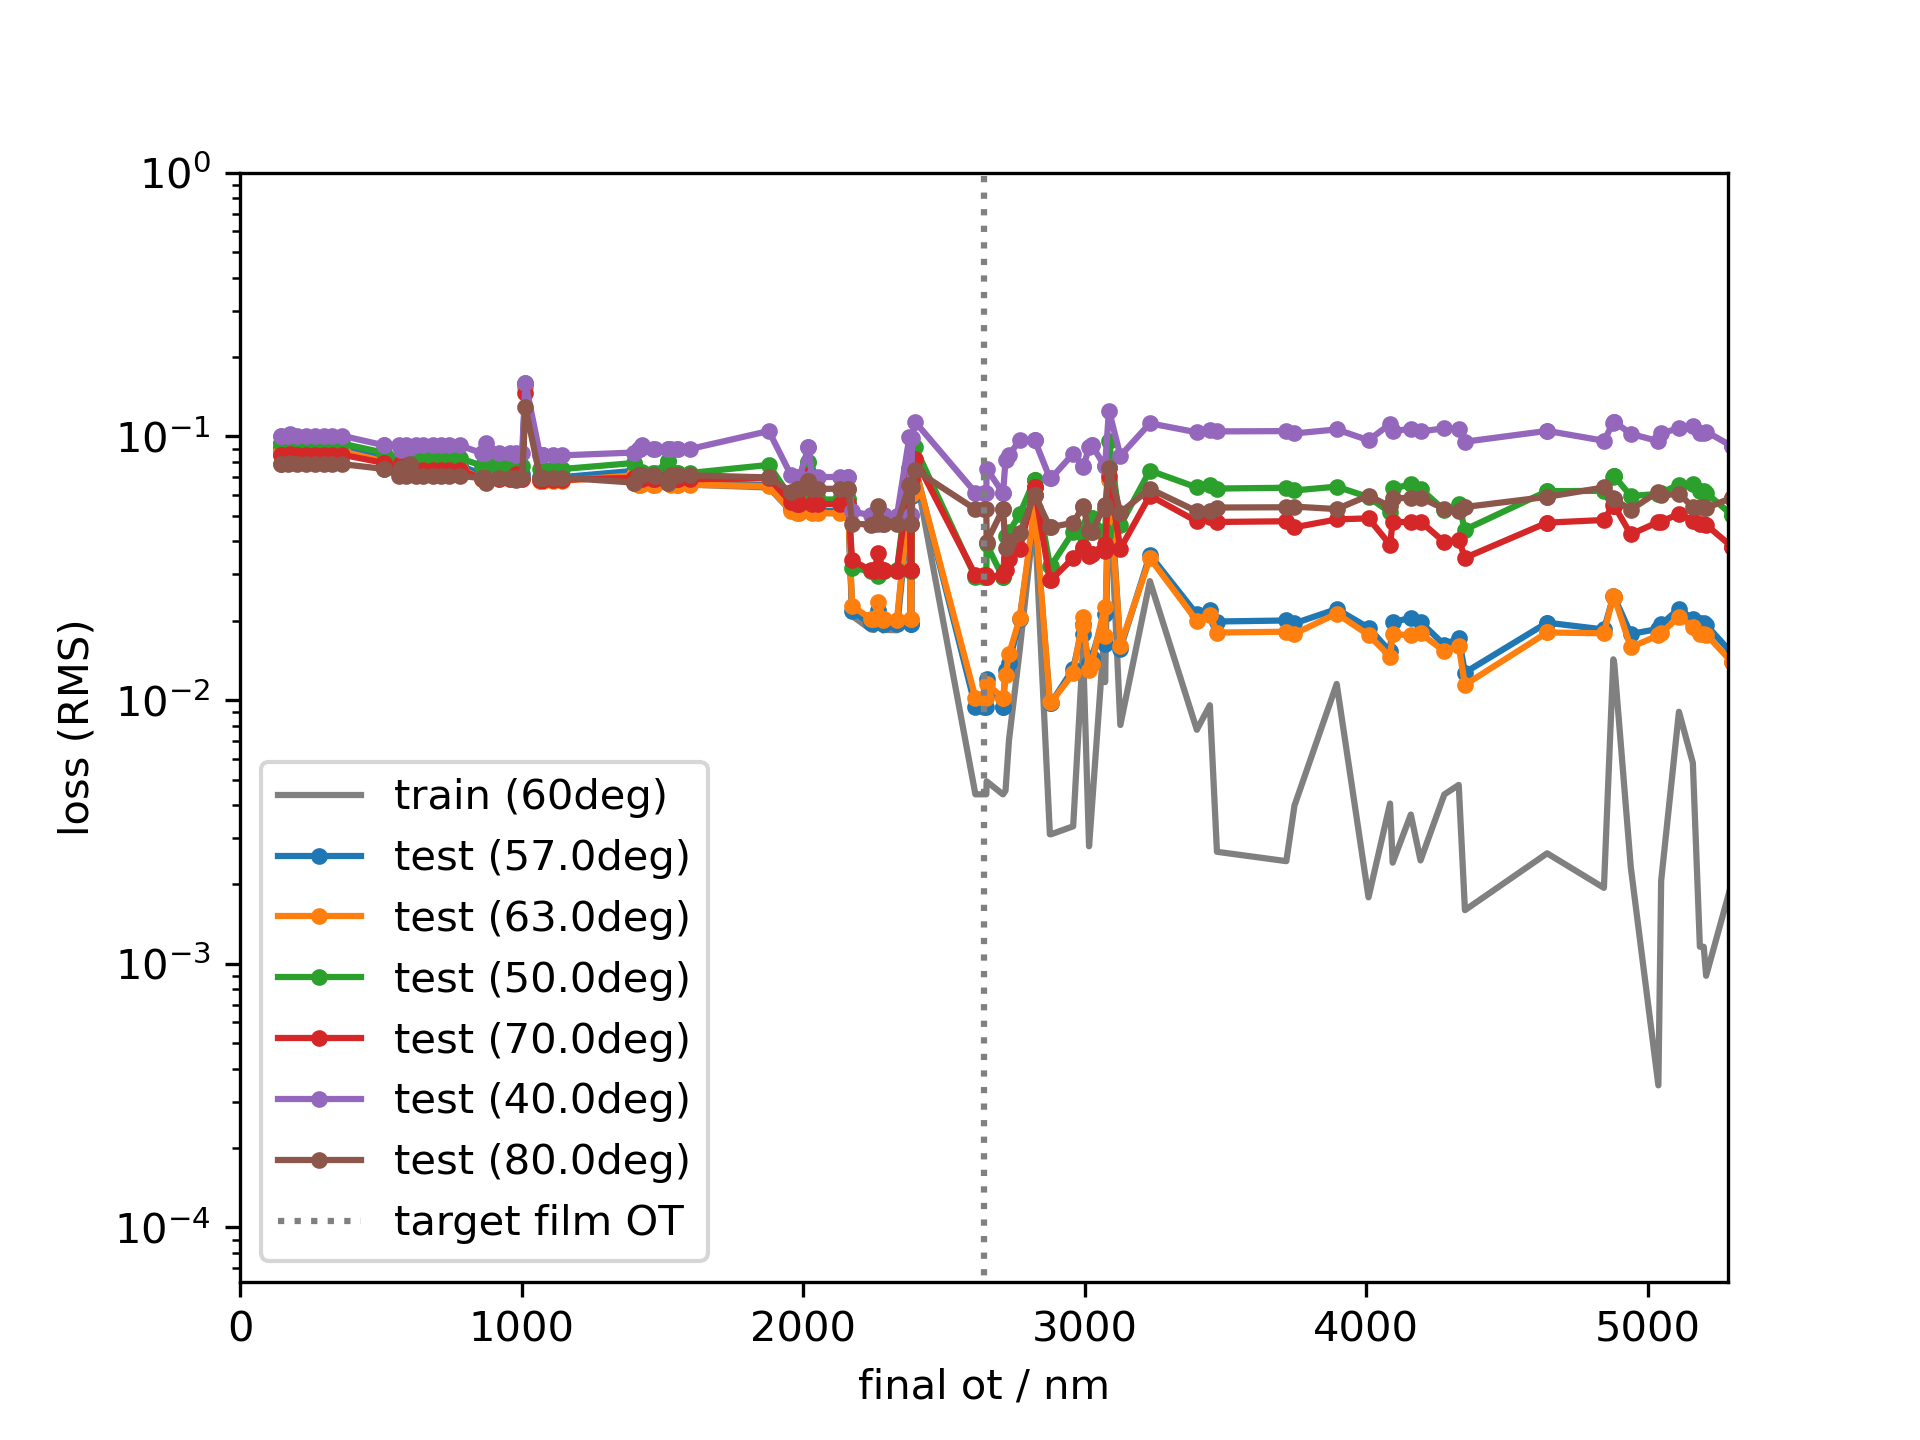 10⁰
10⁻¹
10⁻²
10⁻³
10⁻⁴
loss (RMS)
train (60deg)
test (57.0deg)
test (63.0deg)
test (50.0deg)
test (70.0deg)
test (40.0deg)
test (80.0deg)
target film OT
0 1000 2000 3000 4000 5000
final ot / nm